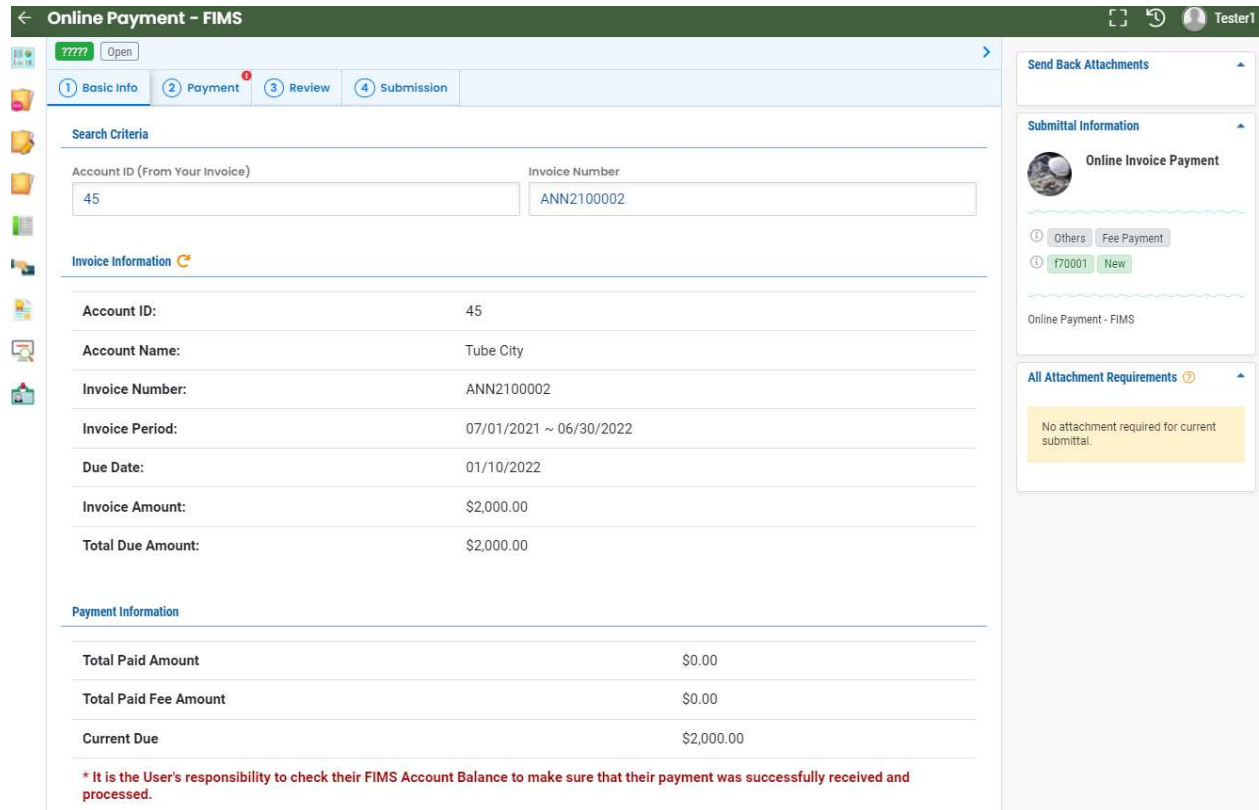 Online Payment - FIMS
Tester1
????? Open
1 Basic Info 2 Payment 3 Review 4 Submission
Search Criteria
Account ID (From Your Invoice) Invoice Number
45 ANN2100002
Invoice Information
Account ID: 45
Account Name: Tube City
Invoice Number: ANN2100002
Invoice Period: 07/01/2021 ~ 06/30/2022
Due Date: 01/10/2022
Invoice Amount: $2,000.00
Total Due Amount: $2,000.00
Payment Information
Total Paid Amount $0.00
Total Paid Fee Amount $0.00
Current Due $2,000.00
* It is the User's responsibility to check their FIMS Account Balance to make sure that their payment was successfully received and
processed.
Send Back Attachments
Submittal Information
Online Invoice Payment
Others Fee Payment
f70001 New
Online Payment - FIMS
All Attachment Requirements
No attachment required for current
submittal.